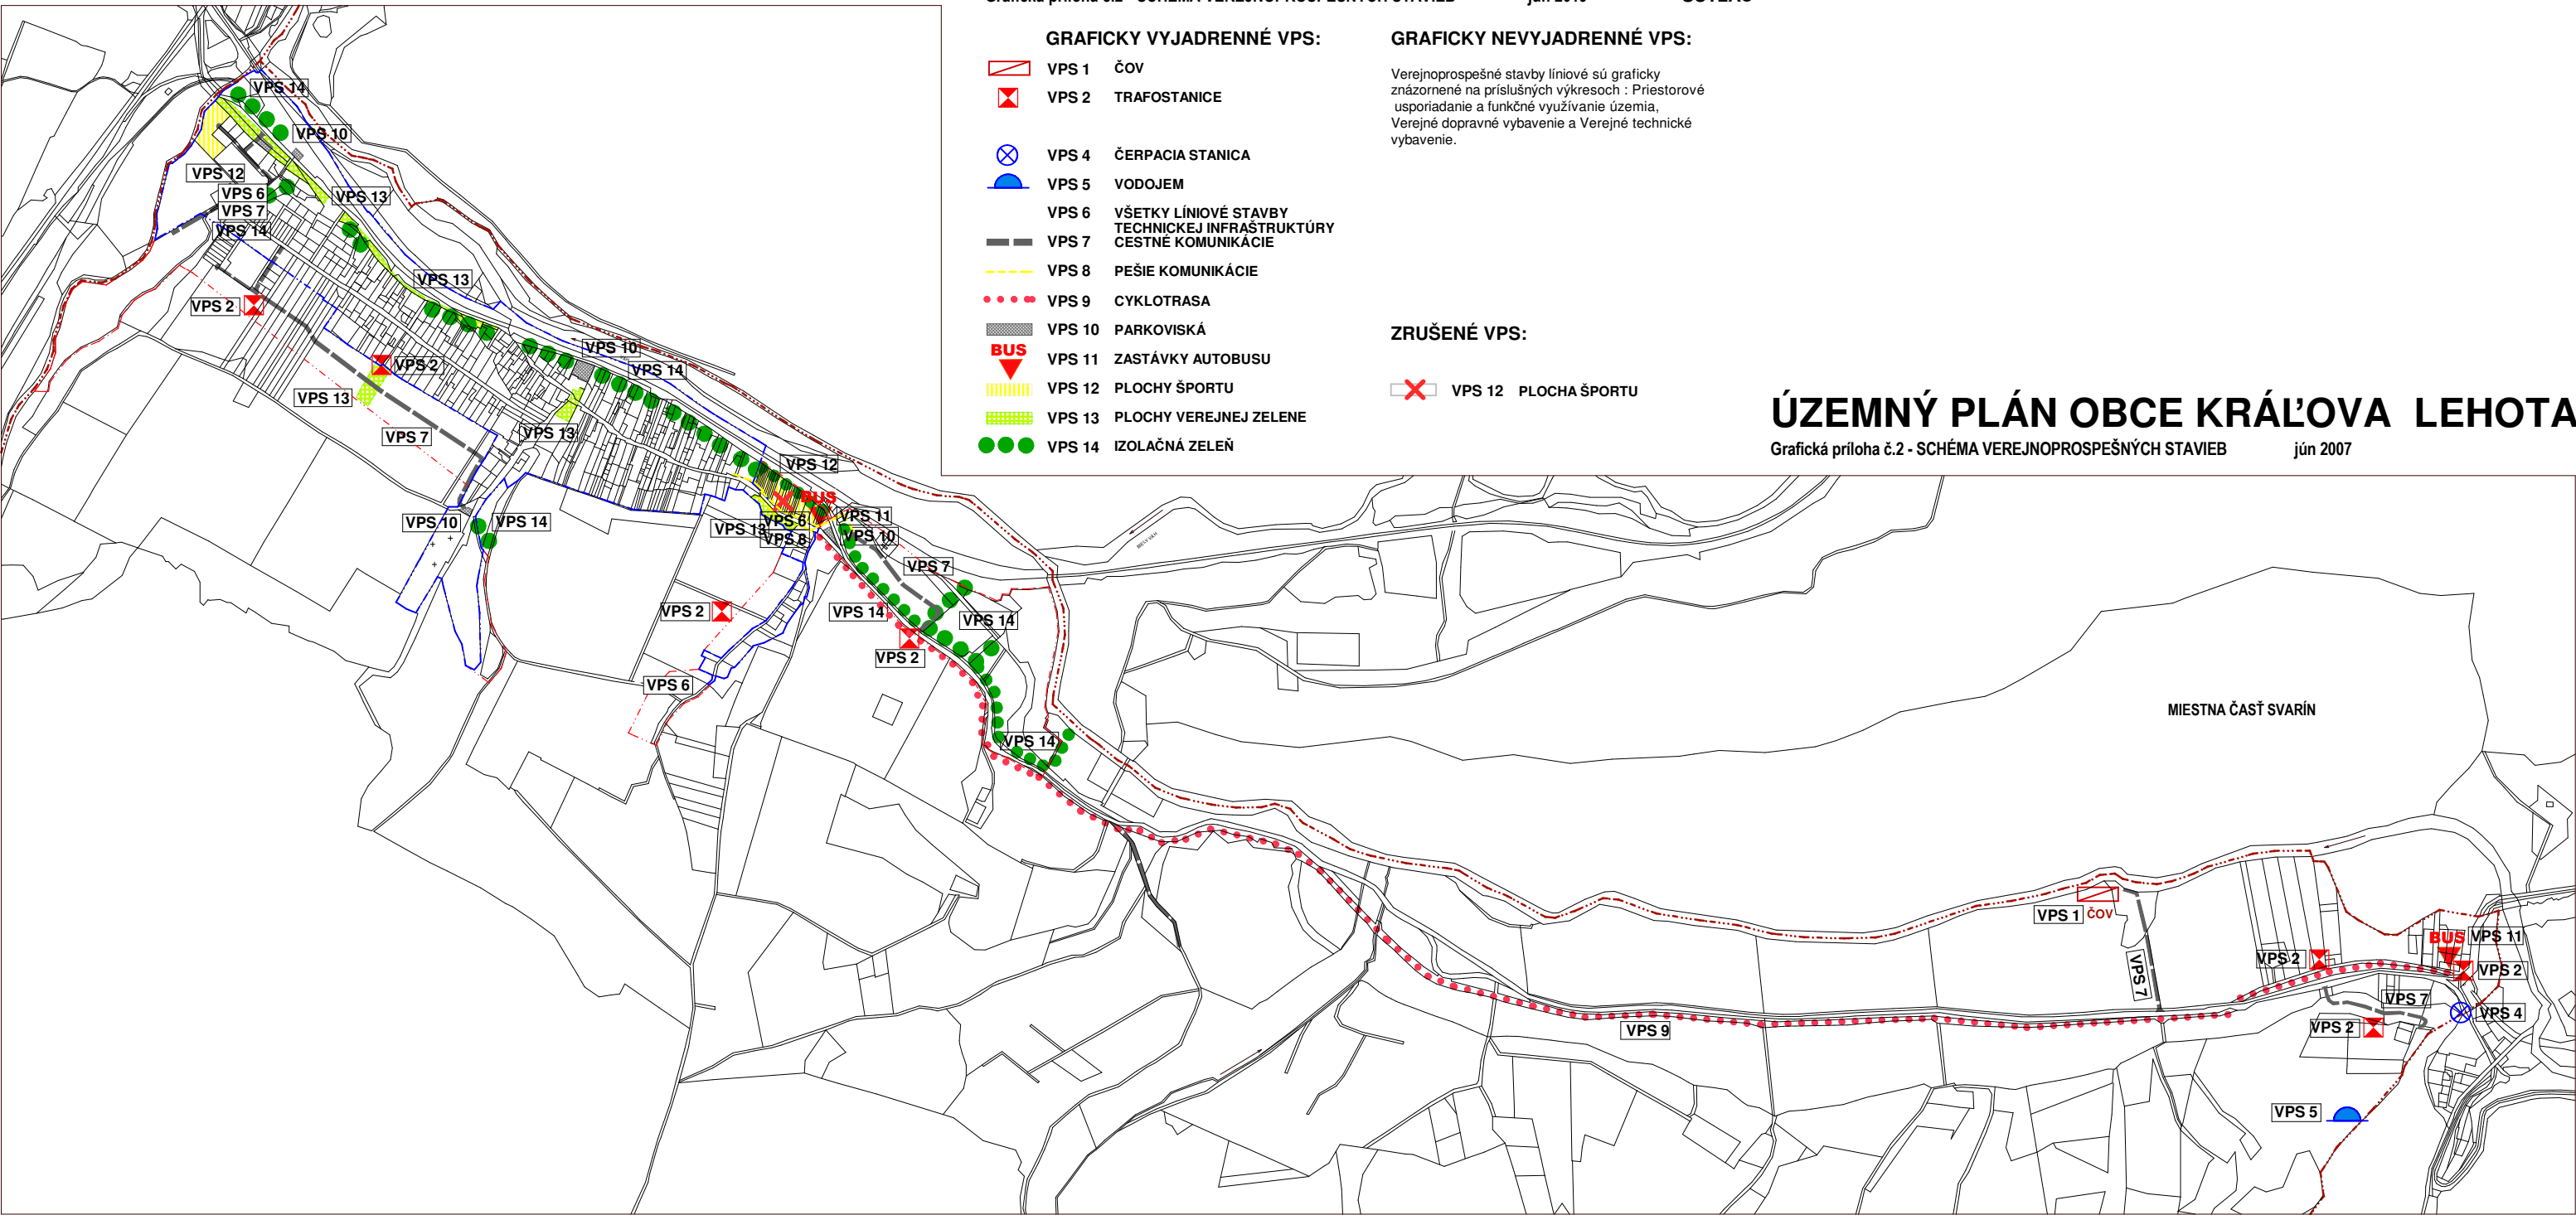 GRAFICKY VYJADRENNÉ VPS:
VPS 1 ČOV
VPS 2 TRAFOSTANICE
VPS 4 ČERPACIA STANICA
VPS 5 VODOJEM
VPS 6 VŠETKY LÍNIOVÉ STAVBY
TECHNICKEJ INFRAŠTRUKTÚRY
VPS 7 CESTNÉ KOMUNIKÁCIE
VPS 8 PEŠIE KOMUNIKÁCIE
VPS 9 CYKLOTRASA
VPS 10 PARKOVISKÁ
BUS
VPS 11 ZASTÁVKY AUTOBUSU
VPS 12 PLOCHY ŠPORTU
VPS 13 PLOCHY VEREJNEJ ZELENE
VPS 14 IZOLAČNÁ ZELEŇ
GRAFICKY NEVYJADRENNÉ VPS:
Verejnoprospešné stavby líniové sú graficky
znázornené na príslušných výkresoch : Priestorové
usporiadanie a funkčné využívanie územia,
Verejné dopravné vybavenie a Verejné technické
vybavenie.
ZRUŠENÉ VPS:
VPS 12 PLOCHA ŠPORTU
ÚZEMNÝ PLÁN OBCE KRÁĽOVA LEHOTA
Grafická príloha č.2 - SCHÉMA VEREJNOPROSPEŠNÝCH STAVIEB jún 2007
VPS 14
VPS 10
VPS 12
VPS 6
VPS 13
VPS 7
VPS 14
VPS 13
VPS 2
VPS 10
VPS 2
VPS 14
VPS 13
VPS 7
VPS 13
VPS 12
BUS
VPS 10
VPS 14
VPS 13
VPS 6
VPS 11
VPS 8
VPS 10
BIELY VÁH
VPS 7
VPS 2
VPS 14
VPS 14
VPS 2
VPS 6
VPS 14
MIESTNA ČASŤ SVARÍN
VPS 1 ČOV
VPS 7
BUS
VPS 11
VPS 2
VPS 2
VPS 7
VPS 4
VPS 2
VPS 9
VPS 5